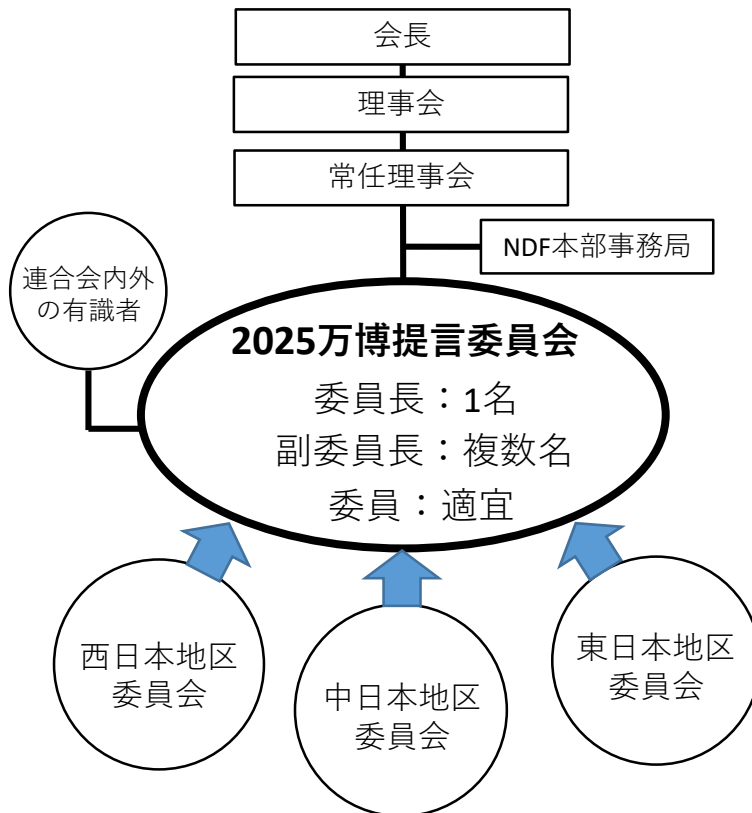 会長
理事会
常任理事会
NDF本部事務局
連合会内外
の有識者
2025万博提言委員会
委員長：1名
副委員長：複数名
委員：適宜
西日本地区
委員会
中日本地区
委員会
東日本地区
委員会